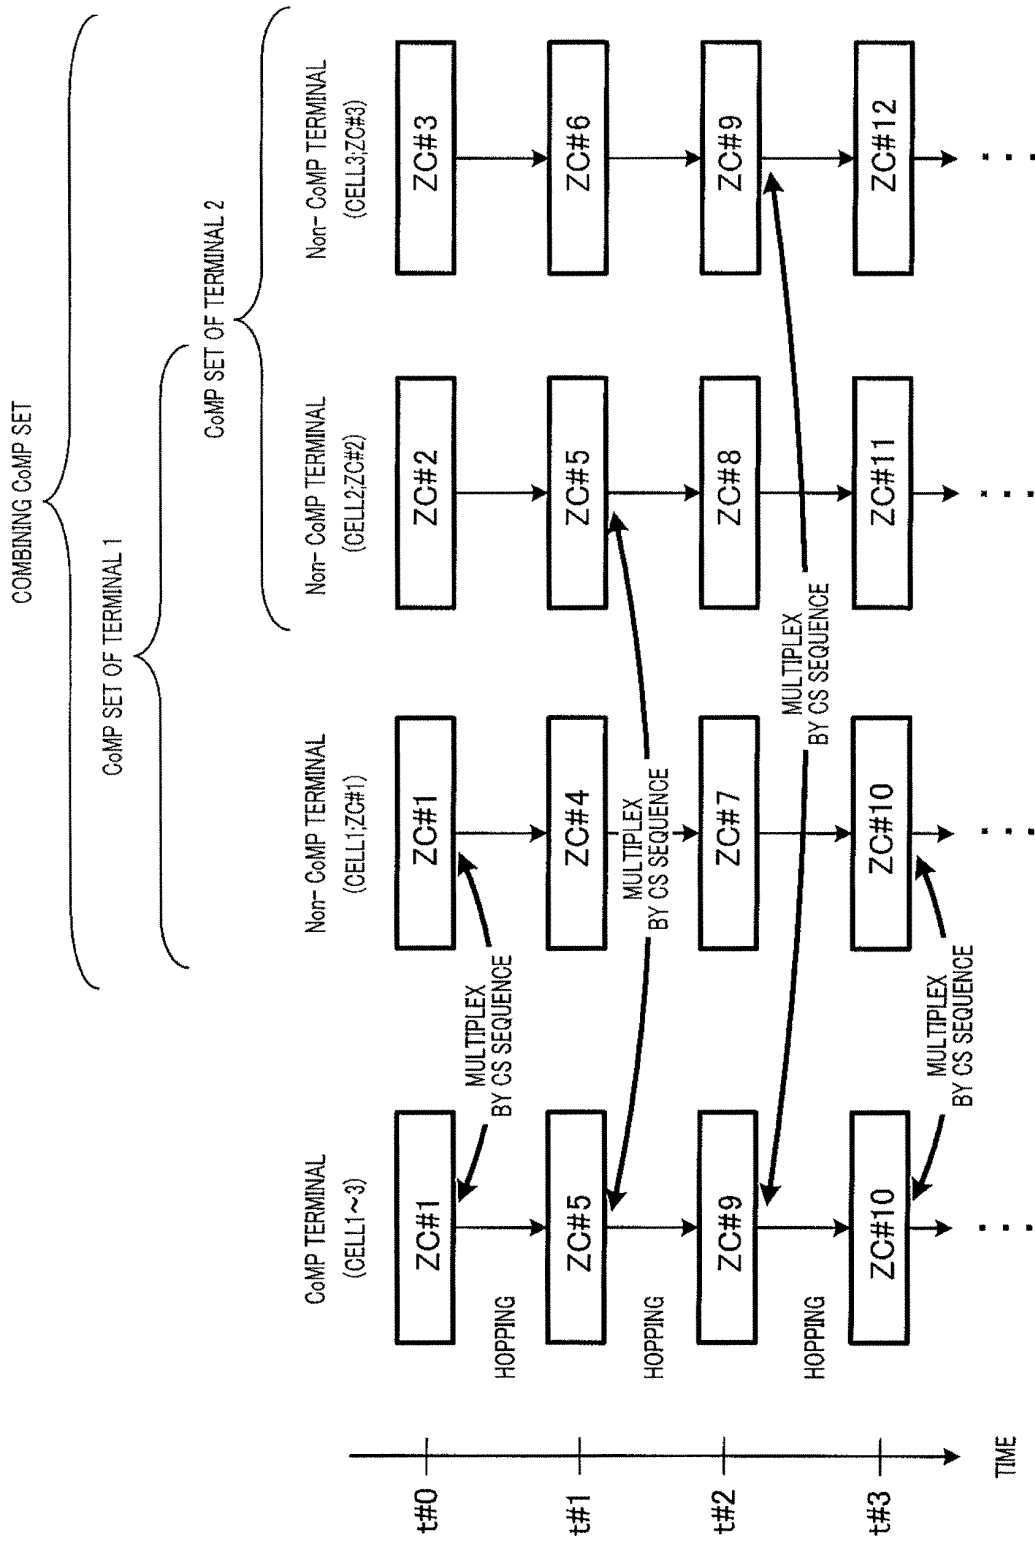 COMBINING CoMP SET
CoMP SET OF TERMINAL 1
CoMP SET OF TERMINAL 2
CoMP TERMINAL
(CELL1~3)
Non- CoMP TERMINAL
(CELL1;ZC#1)
Non- CoMP TERMINAL
(CELL2;ZC#2)
Non- CoMP TERMINAL
(CELL3;ZC#3)
t#0
ZC#1
ZC#1
ZC#2
ZC#3
HOPPING
MULTIPLEX
BY CS SEQUENCE
t#1
ZC#5
ZC#4
ZC#5
ZC#6
HOPPING
MULTIPLEX
BY CS SEQUENCE
t#2
ZC#9
ZC#7
ZC#8
ZC#9
HOPPING
MULTIPLEX
BY CS SEQUENCE
t#3
ZC#10
ZC#10
ZC#11
ZC#12
MULTIPLEX
BY CS SEQUENCE
TIME